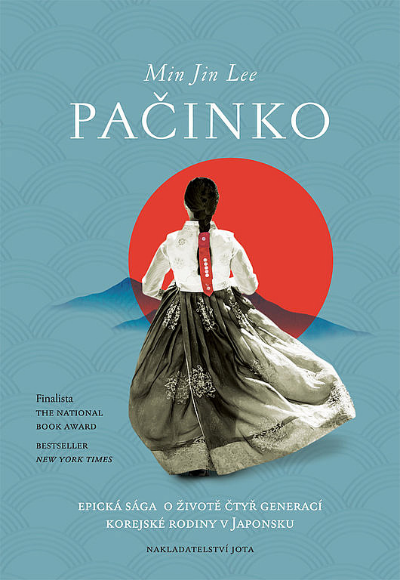 Min Jin Lee
PAČINKO
Finalista
THE NATIONAL
BOOK AWARD
BESTSELLER
NEW YORK TIMES
EPICKÁ SÁGA O ŽIVOTĚ ČTYŘ GENERACÍ
KOREJSKÉ RODINY V JAPONSKU
NAKLADATELSTVÍ JOTA